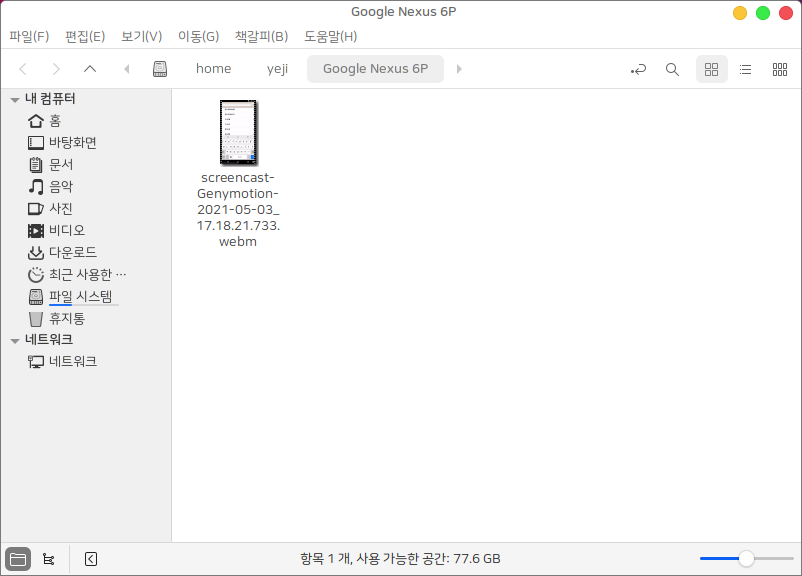 Google Nexus 6P
파일(F) 편집(E) 보기(V) 이동(G) 책갈피(B) 도움말(H)
home yeji Google Nexus 6P
내 컴퓨터
홈
바탕화면
문서
음악
사진
비디오
다운로드
최근 사용한 …
파일 시스템
휴지통
네트워크
네트워크
screencast-
Genymotion-
2021-05-03_
17.18.21.733.
webm
항목 1 개, 사용 가능한 공간: 77.6 GB